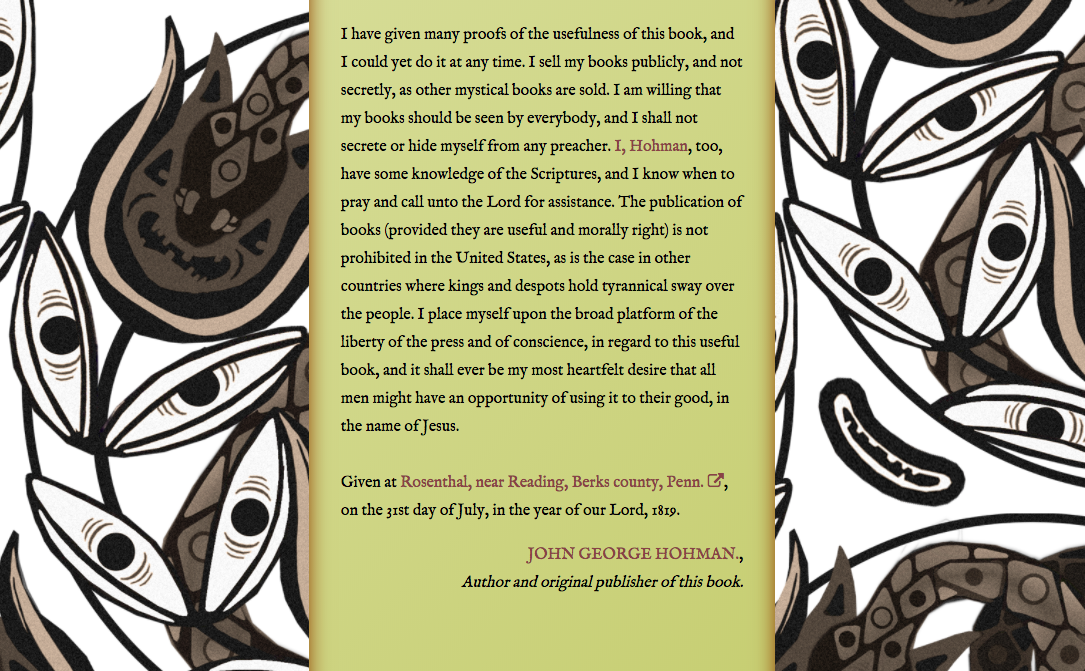 I have given many proofs of the usefulness of this book, and
I could yet do it at any time. I sell my books publicly, and not
secretly, as other mystical books are sold. I am willing that
my books should be seen by everybody, and I shall not
secrete or hide myself from any preacher. I, Hohman, too,
have some knowledge of the Scriptures, and I know when to
pray and call unto the Lord for assistance. The publication of
books (provided they are useful and morally right) is not
prohibited in the United States, as is the case in other
countries where kings and despots hold tyrannical sway over
the people. I place myself upon the broad platform of the
liberty of the press and of conscience, in regard to this useful
book, and it shall ever be my most heartfelt desire that all
men might have an opportunity of using it to their good, in
the name of Jesus.
Given at Rosenthal, near Reading, Berks county, Penn. ,
on the 31st day of July, in the year of our Lord, 1819.
JOHN GEORGE HOHMAN.,
Author and original publisher of this book.